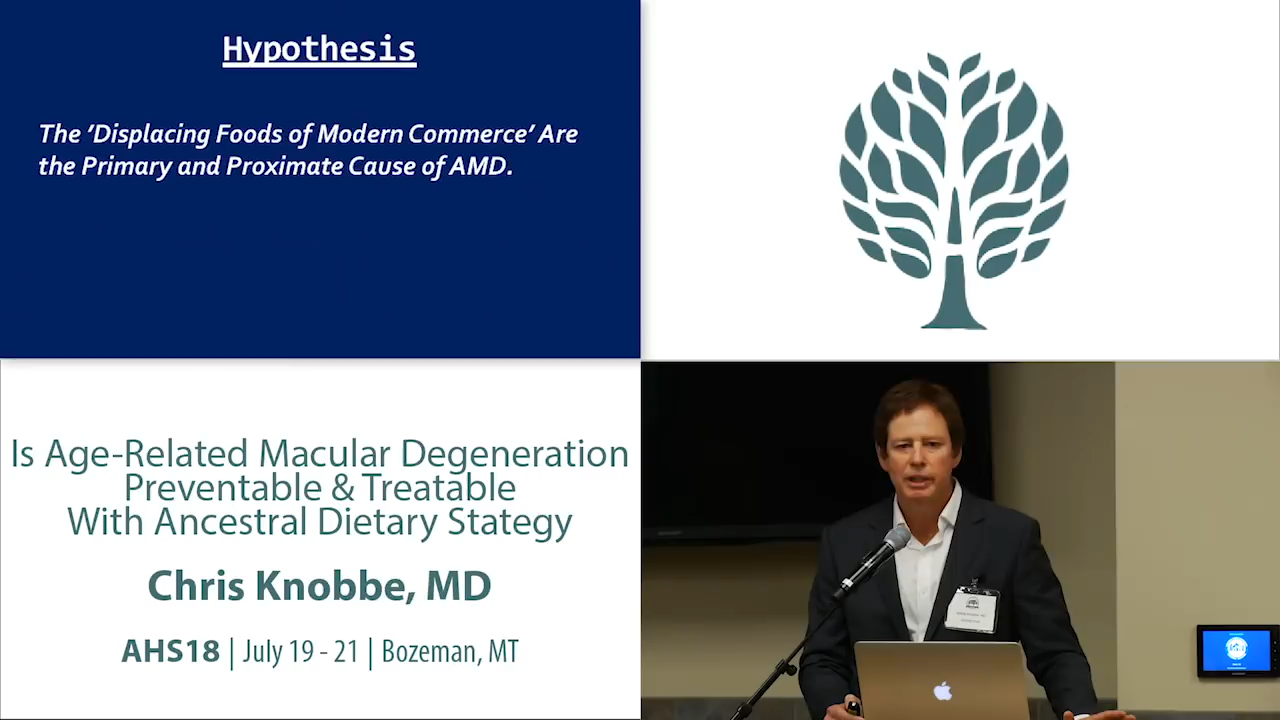 Hypothesis
The 'Displacing Foods of Modern Commerce' Are
the Primary and Proximate Cause of AMD.
Is Age-Related Macular Degeneration
Preventable & Treatable
With Ancestral Dietary Stategy
Chris Knobbe, MD
AHS18 | July 19 - 21 | Bozeman, MT